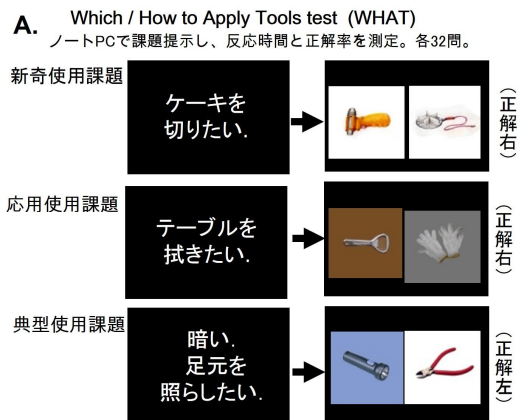 A.
Which / How to Apply Tools test (WHAT)
ノートPCで課題提示し、反応時間と正解率を測定。各32問。
新奇使用課題
ケーキを
切りたい.
(正解右)
応用使用課題
テーブルを
拭きたい.
(正解右)
典型使用課題
暗い.
足元を
照らしたい.
(正解左)